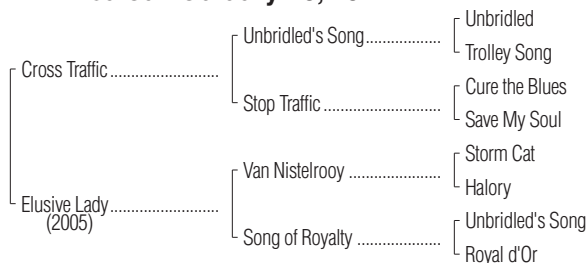 Unbridled
Unbridled's Song
Trolley Song
Cross Traffic
Cure the Blues
Stop Traffic
Save My Soul
Storm Cat
Van Nistelrooy
Halory
Elusive Lady
(2005)
Unbridled's Song
Song of Royalty
Royal d'Or